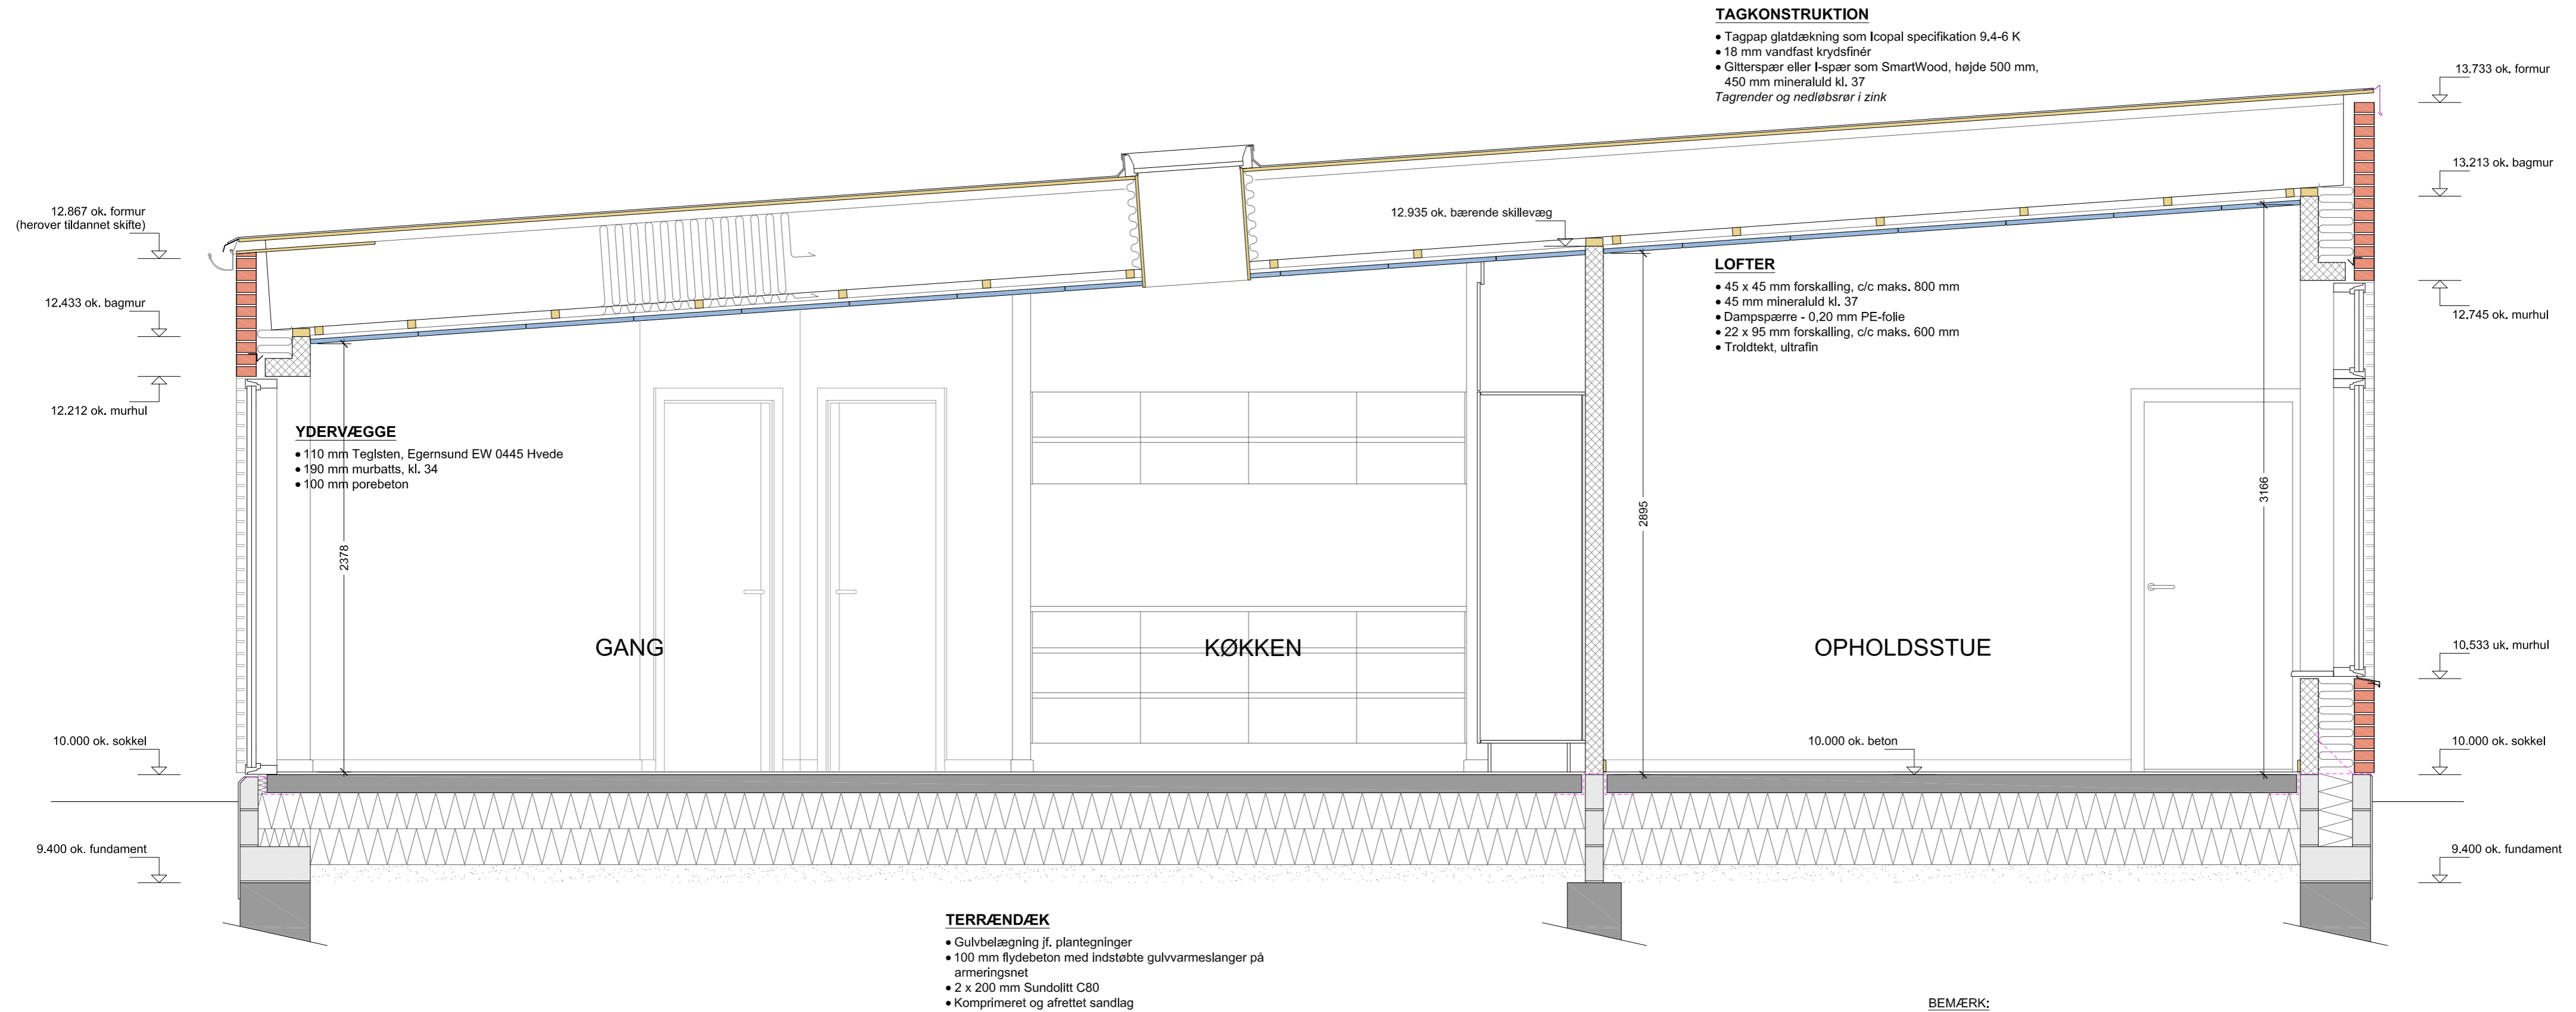 TAGKONSTRUKTION
• Tagpap glatdækning som Icopal specifikation 9.4-6 K
• 18 mm vandfast krydsfinér
• Gitterspær eller I-spær som SmartWood, højde 500 mm,
450 mm mineraluld kl. 37
Tagrender og nedløbsrør i zink
13.733 ok. formur
13.213 ok. bagmur
12.867 ok. formur
(herover tildannet skifte)
12.935 ok. bærende skillevæg
LOFTER
• 45 x 45 mm forskalling, c/c maks. 800 mm
• 45 mm mineraluld kl. 37
• Dampspærre - 0,20 mm PE-folie
• 22 x 95 mm forskalling, c/c maks. 600 mm
• Troldtekt, ultrafin
12.433 ok. bagmur
12.745 ok. murhul
12.212 ok. murhul
YDERVÆGGE
• 110 mm Teglsten, Egernsund EW 0445 Hvede
• 190 mm murbatts, kl. 34
• 100 mm porebeton
2378
2895
3166
GANG
KØKKEN
OPHOLDSSTUE
10.533 uk. murhul
10.000 ok. sokkel
10.000 ok. beton
10.000 ok. sokkel
9.400 ok. fundament
9.400 ok. fundament
TERRÆNDÆK
• Gulvbelægning jf. plantegninger
• 100 mm flydebeton med indstøbte gulvvarmeslanger på
armeringsnet
• 2 x 200 mm Sundolitt C80
• Komprimeret og afrettet sandlag
BEMÆRK: